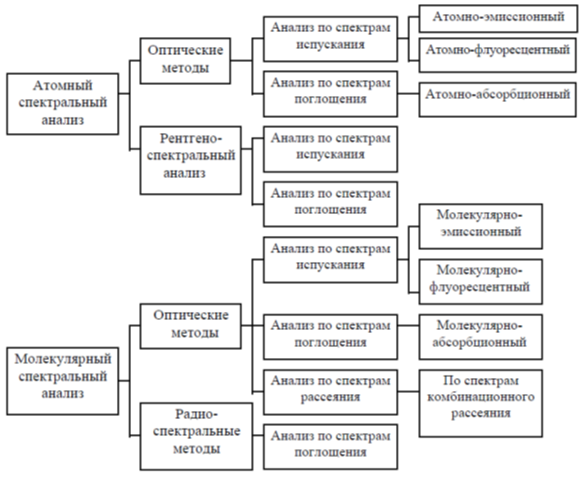 Атомный
спектральный
анализ
Оптические
методы
Анализ по спектрам
испускания
Атомно-эмиссионный
Атомно-флуоресцентный
Анализ по спектрам
поглощения
Атомно-абсорбционный
Рентгено-
спектральный
анализ
Анализ по спектрам
испускания
Анализ по спектрам
поглощения
Молекулярный
спектральный
анализ
Оптические
методы
Анализ по спектрам
испускания
Молекулярно-
эмиссионный
Молекулярно-
флуоресцентный
Анализ по спектрам
поглощения
Молекулярно-
абсорбционный
Анализ по спектрам
рассеяния
По спектрам
комбинационного
рассеяния
Радио-
спектральные
методы
Анализ по спектрам
поглощения